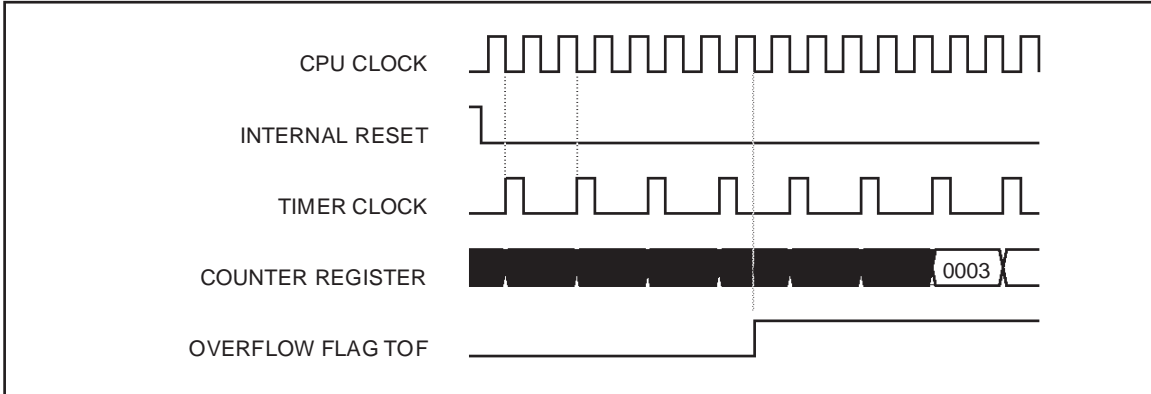 CPU CLOCK
INTERNAL RESET
TIMER CLOCK
COUNTER REGISTER
0003
OVERFLOW FLAG TOF